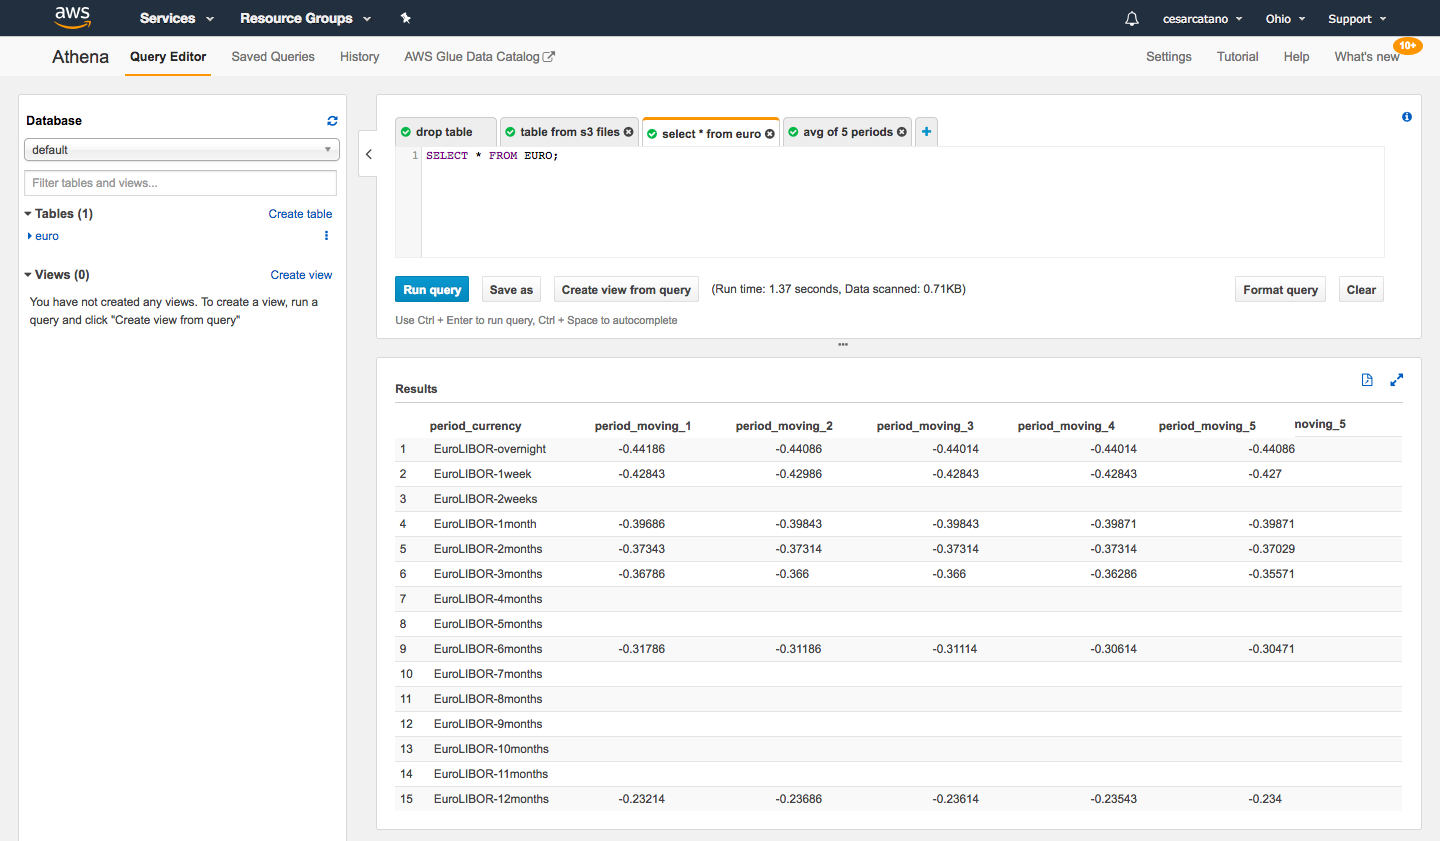 aws Services Resource Groups cesarcatano Ohio Support
Athena Query Editor Saved Queries History AWS Glue Data Catalog Settings Tutorial Help What's new 10+
Database
default
Filter tables and views...
Tables (1) Create table
euro
Views (0) Create view
You have not created any views. To create a view, run a
query and click "Create view from query"
drop table table from s3 files select * from euro avg of 5 periods
1 SELECT * FROM EURO;
Run query Save as Create view from query (Run time: 1.37 seconds, Data scanned: 0.71KB) Format query Clear
Use Ctrl + Enter to run query, Ctrl + Space to autocomplete
Results
period_currency period_moving_1 period_moving_2 period_moving_3 period_moving_4 period_moving_5 noving_5
1 EuroLIBOR-overnight -0.44186 -0.44086 -0.44014 -0.44014 -0.44086
2 EuroLIBOR-1week -0.42843 -0.42986 -0.42843 -0.42843 -0.427
3 EuroLIBOR-2weeks
4 EuroLIBOR-1month -0.39686 -0.39843 -0.39843 -0.39871 -0.39871
5 EuroLIBOR-2months -0.37343 -0.37314 -0.37314 -0.37314 -0.37029
6 EuroLIBOR-3months -0.36786 -0.366 -0.366 -0.36286 -0.35571
7 EuroLIBOR-4months
8 EuroLIBOR-5months
9 EuroLIBOR-6months -0.31786 -0.31186 -0.31114 -0.30614 -0.30471
10 EuroLIBOR-7months
11 EuroLIBOR-8months
12 EuroLIBOR-9months
13 EuroLIBOR-10months
14 EuroLIBOR-11months
15 EuroLIBOR-12months -0.23214 -0.23686 -0.23614 -0.23543 -0.234